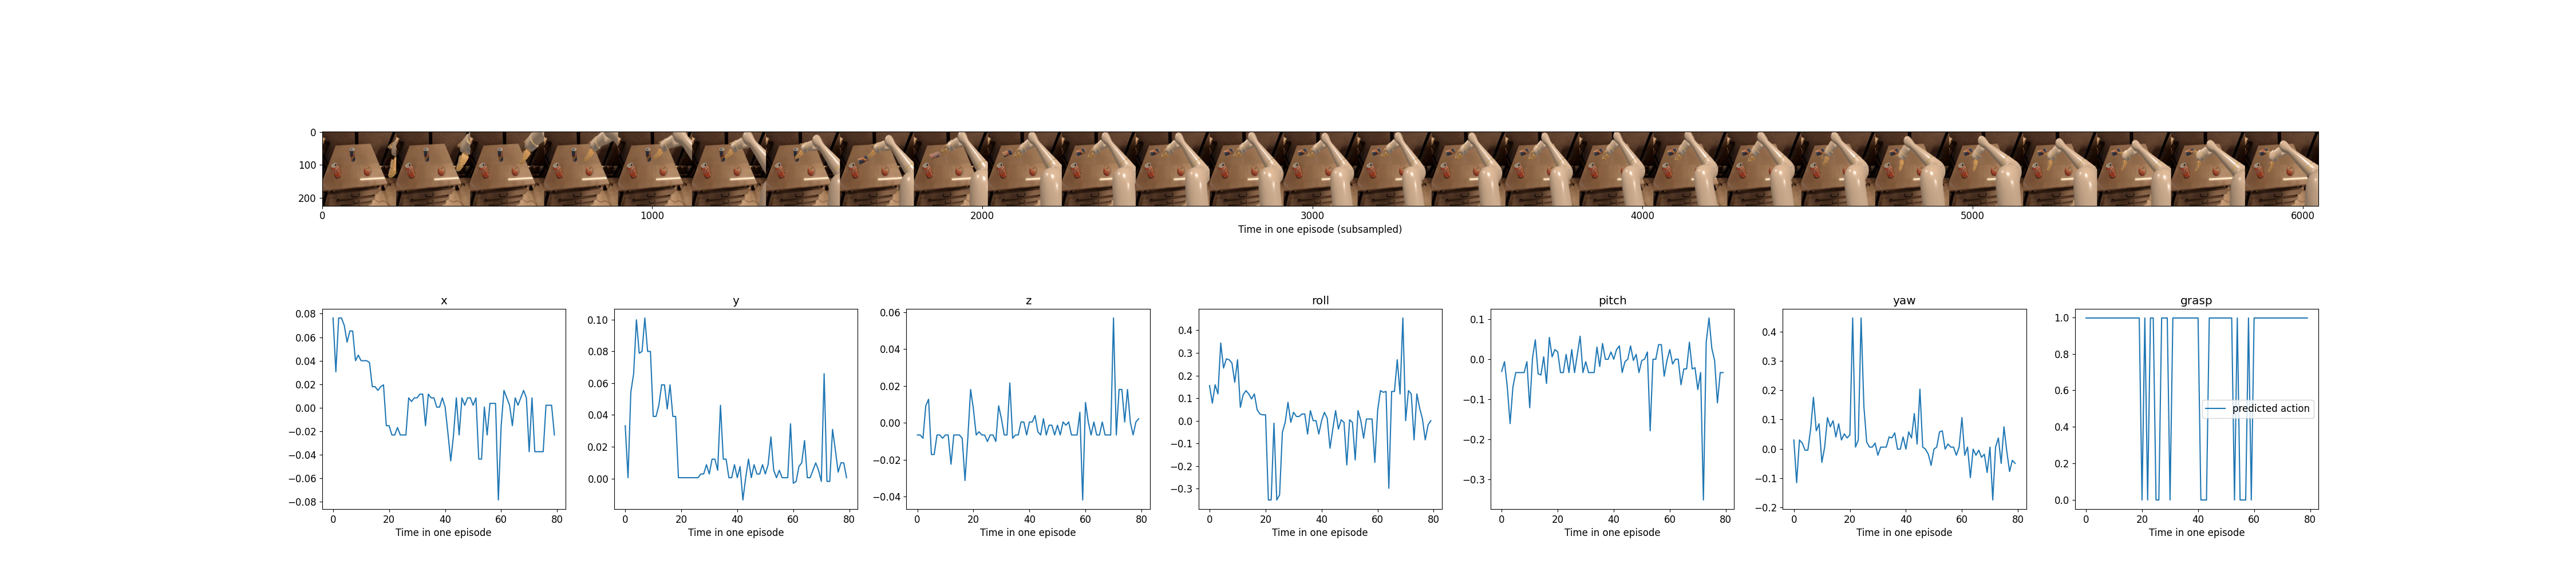 0
100
200
0 1000 2000 3000 4000 5000 6000
Time in one episode (subsampled)
x
0.08
0.06
0.04
0.02
0.00
−0.02
−0.04
−0.06
−0.08
0 20 40 60 80
Time in one episode
y
0.10
0.08
0.06
0.04
0.02
0.00
0 20 40 60 80
Time in one episode
z
0.06
0.04
0.02
0.00
−0.02
−0.04
0 20 40 60 80
Time in one episode
roll
0.4
0.3
0.2
0.1
0.0
−0.1
−0.2
−0.3
0 20 40 60 80
Time in one episode
pitch
0.1
0.0
−0.1
−0.2
−0.3
0 20 40 60 80
Time in one episode
yaw
0.4
0.3
0.2
0.1
0.0
−0.1
−0.2
0 20 40 60 80
Time in one episode
grasp
1.0
0.8
0.6
0.4
0.2
0.0
predicted action
0 20 40 60 80
Time in one episode